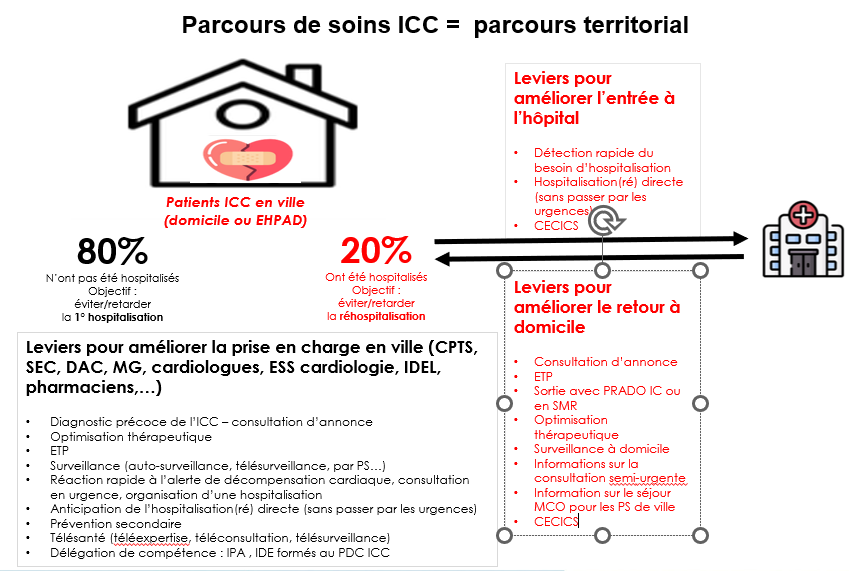 Parcours de soins ICC = parcours territorial
Patients ICC en ville
(domicile ou EHPAD)
80%
N'ont pas été hospitalisés
Objectif :
éviter/retarder
la 1° hospitalisation
20%
Ont été hospitalisés
Objectif :
éviter/retarder
la réhospitalisation
Leviers pour
améliorer l'entrée à
l'hôpital
• Détection rapide du
besoin d'hospitalisation
• Hospitalisation(ré) directe
(sans passer par les
urgences)
• CECICS
Leviers pour
améliorer le retour à
domicile
• Consultation d'annonce
• ETP
• Sortie avec PRADO IC ou
en SMR
• Optimisation
thérapeutique
• Surveillance à domicile
• Informations sur la
consultation semi-urgente
• Information sur le séjour
MCO pour les PS de ville
• CECICS
Leviers pour améliorer la prise en charge en ville (CPTS,
SEC, DAC, MG, cardiologues, ESS cardiologie, IDEL,
pharmaciens,…)
• Diagnostic précoce de l'ICC – consultation d'annonce
• Optimisation thérapeutique
• ETP
• Surveillance (auto-surveillance, télésurveillance, par PS…)
• Réaction rapide à l'alerte de décompensation cardiaque, consultation
en urgence, organisation d'une hospitalisation
• Anticipation de l'hospitalisation(ré) directe (sans passer par les urgences)
• Prévention secondaire
• Télésanté (téléexpertise, téléconsultation, télésurveillance)
• Délégation de compétence : IPA , IDE formés au PDC ICC